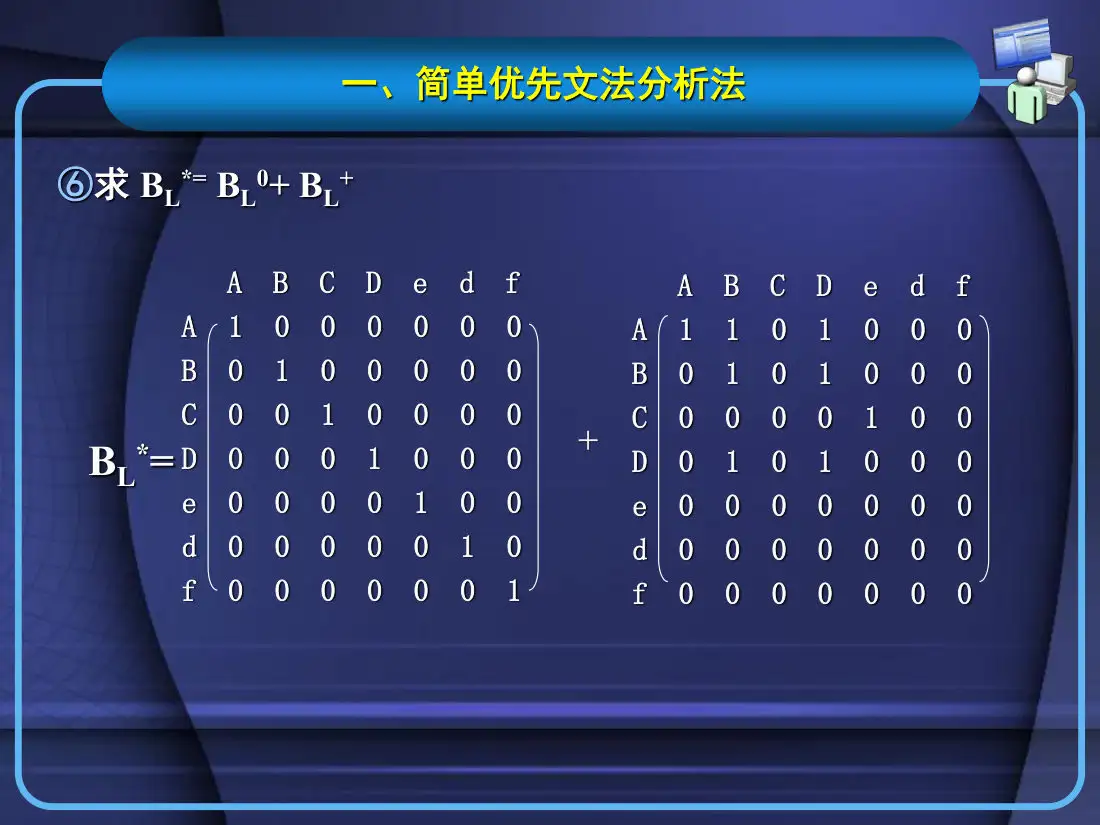 一、简单优先文法分析法
⑥求 B_L^*= B_L^0+ B_L^+
A B C D e d f
A 1 0 0 0 0 0 0
B 0 1 0 0 0 0 0
C 0 0 1 0 0 0 0
B_L^*= D 0 0 0 1 0 0 0
e 0 0 0 0 1 0 0
d 0 0 0 0 0 1 0
f 0 0 0 0 0 0 1
+
A B C D e d f
A 1 1 0 1 0 0 0
B 0 1 0 1 0 0 0
C 0 0 0 0 1 0 0
D 0 1 0 1 0 0 0
e 0 0 0 0 0 0 0
d 0 0 0 0 0 0 0
f 0 0 0 0 0 0 0